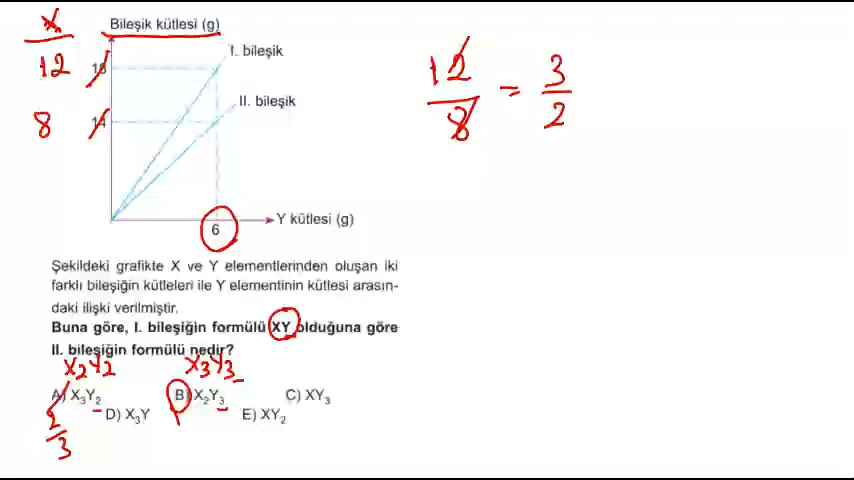 x
Bileşik kütlesi (g)
I. bileşik
12 18
II. bileşik
8 14
Y kütlesi (g)
6
12/8 = 3/2
Şekildeki grafikte X ve Y elementlerinden oluşan iki
farklı bileşiğin kütleleri ile Y elementinin kütlesi arasın-
daki ilişki verilmiştir.
Buna göre, I. bileşiğin formülü XY olduğuna göre
II. bileşiğin formülü nedir?
X₂Y₂ X₃Y₃
A) X₃Y₂ B) X₂Y₃ C) XY₃
D) X₃Y E) XY₂
2/3